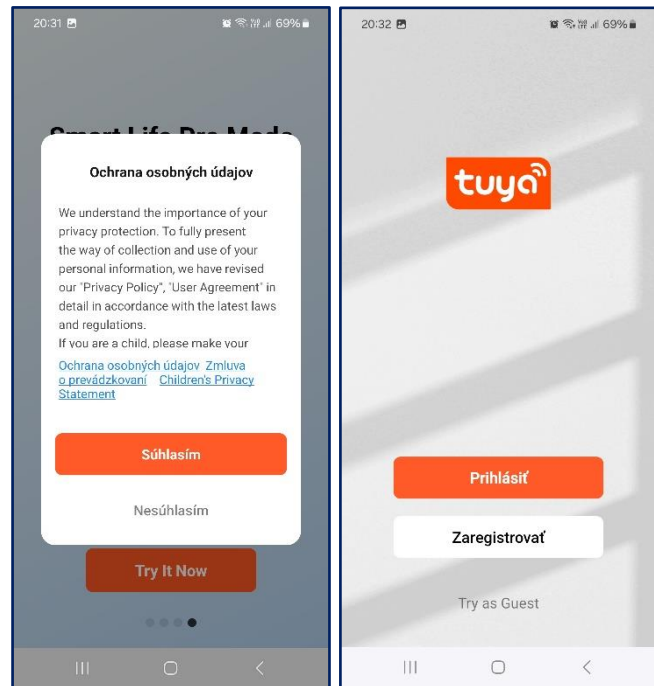 20:31
69%
Smart Life Pro Mode
Ochrana osobných údajov
We understand the importance of your
privacy protection. To fully present
the way of collection and use of your
personal information, we have revised
our "Privacy Policy", "User Agreement" in
detail in accordance with the latest laws
and regulations.
If you are a child, please make your
Ochrana osobných údajov Zmluva
o prevádzkovaní Children's Privacy
Statement
Súhlasím
Nesúhlasím
Try It Now
20:32
69%
tuya
Prihlásiť
Zaregistrovať
Try as Guest